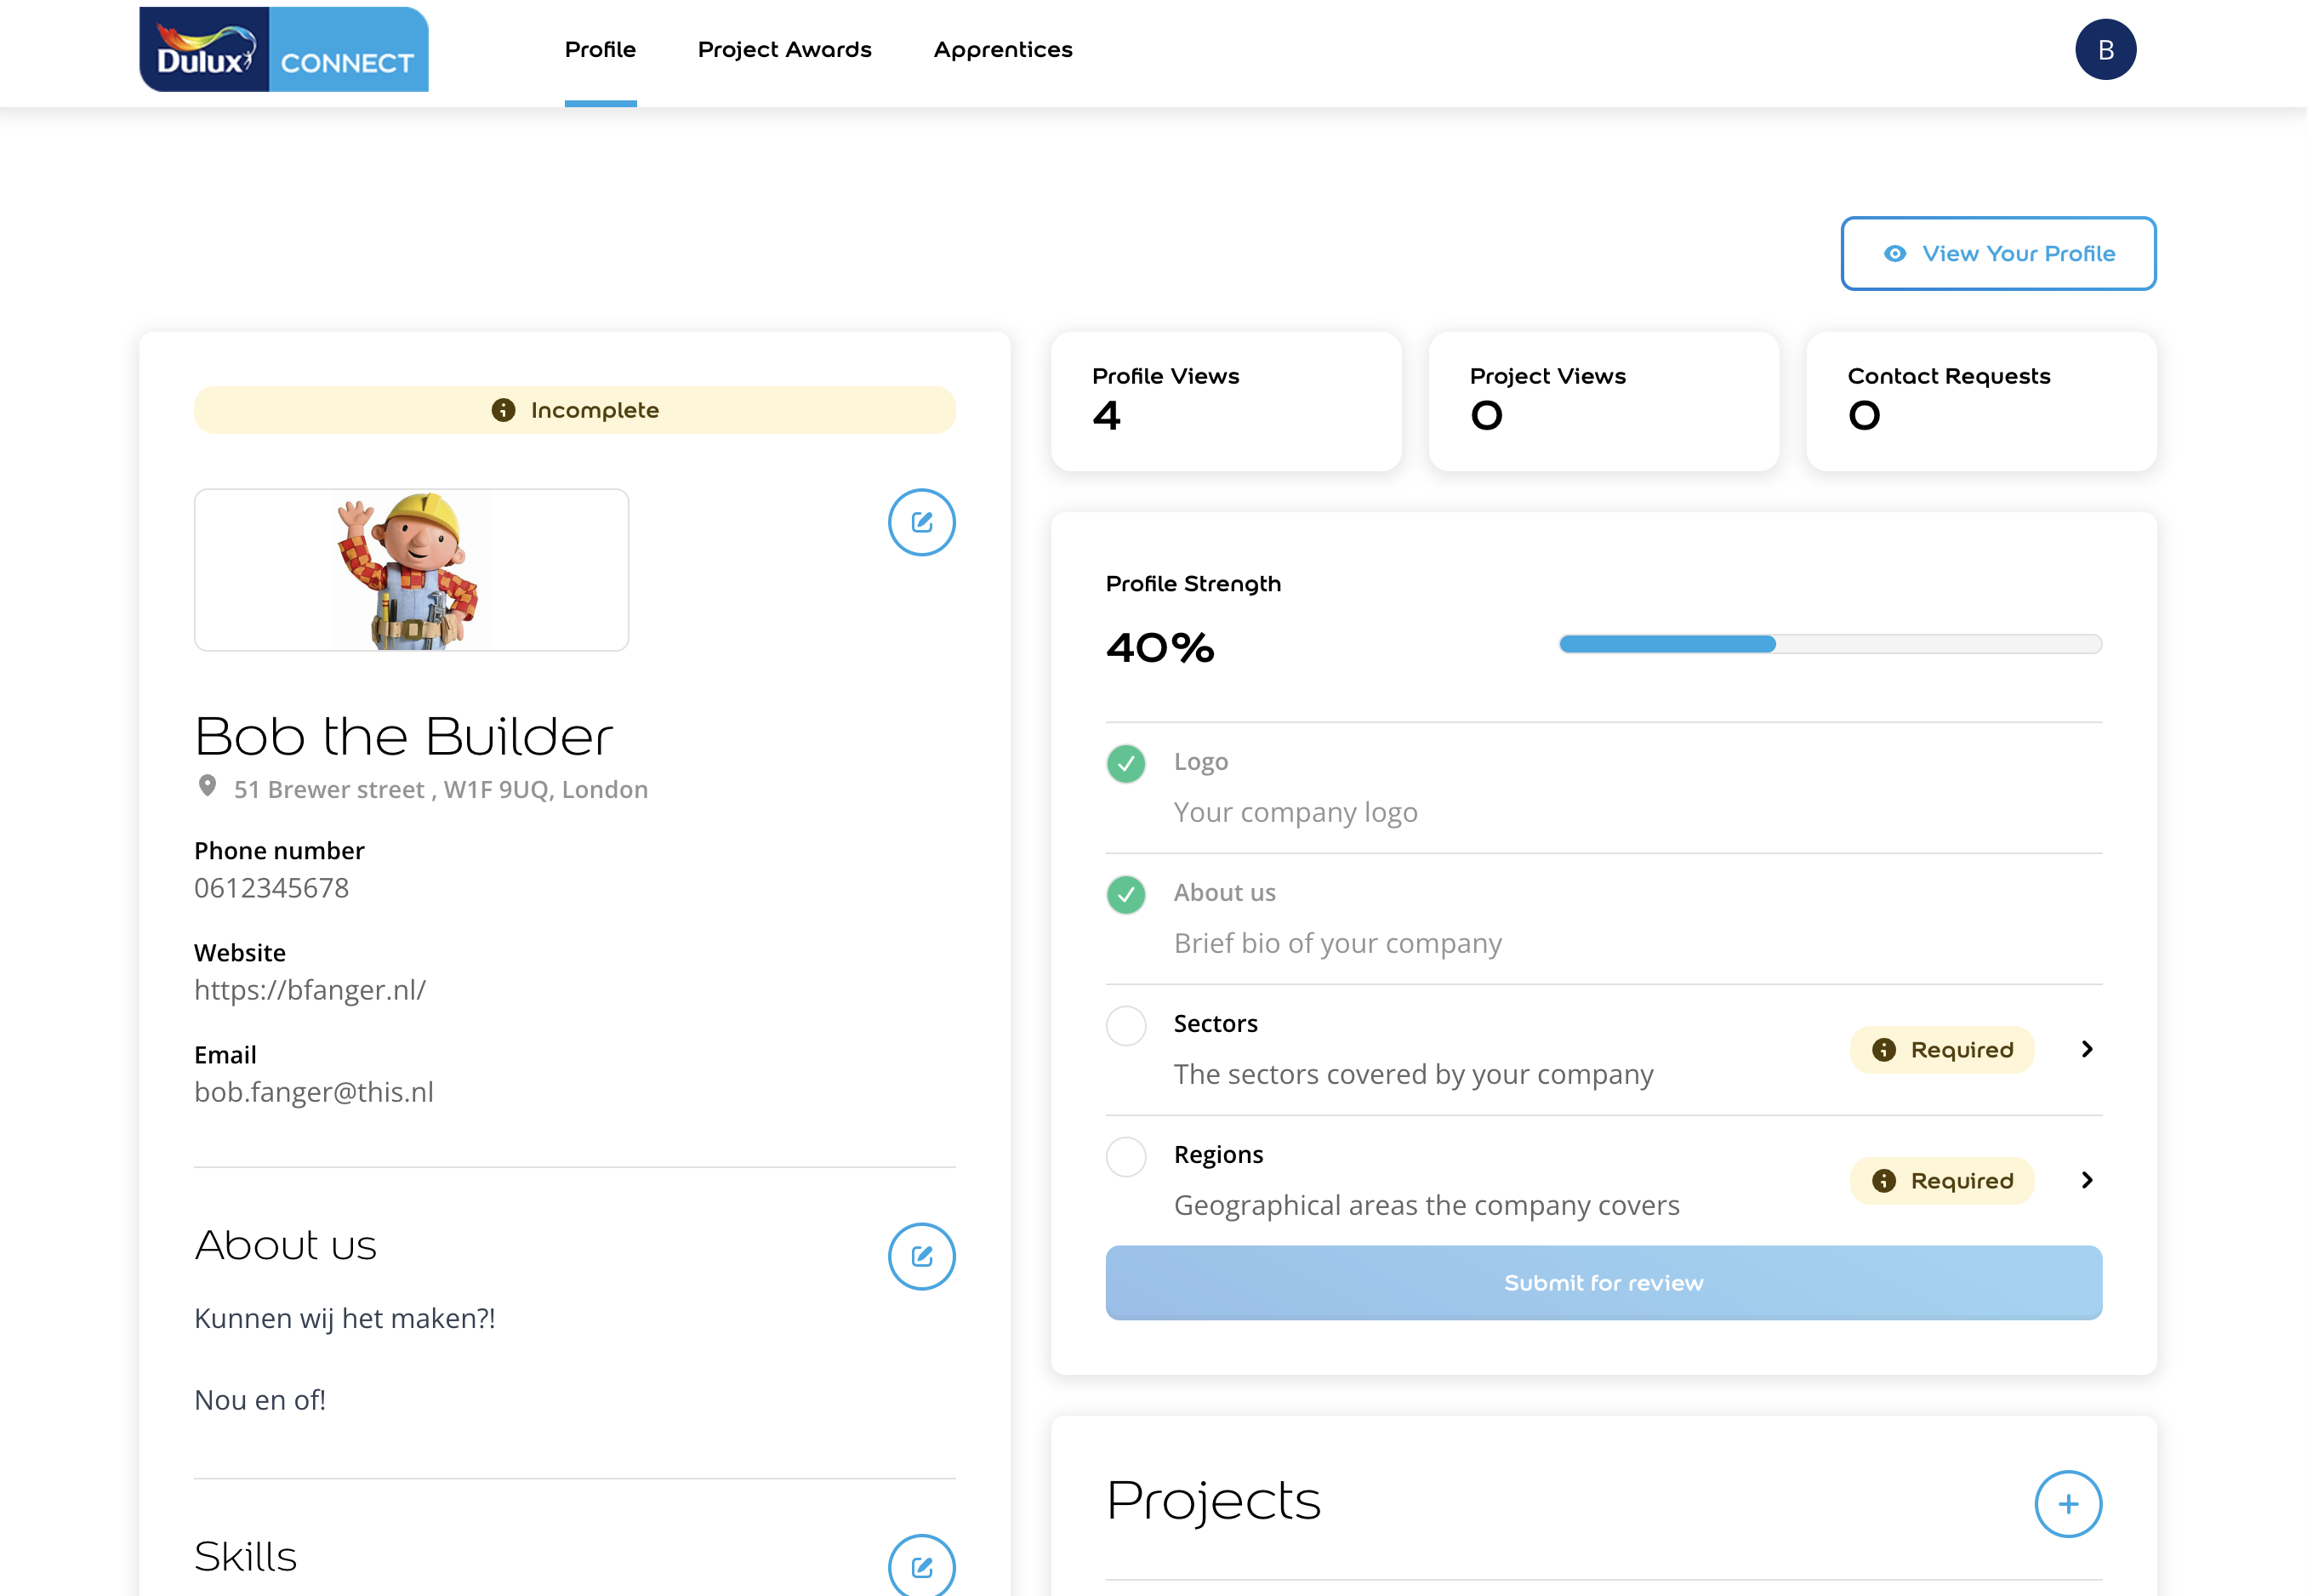 Dulux CONNECT
Profile
Project Awards
Apprentices
B
View Your Profile
Incomplete
Bob the Builder
51 Brewer street , W1F 9UQ, London
Phone number
0612345678
Website
https://bfanger.nl/
Email
bob.fanger@this.nl
About us
Kunnen wij het maken?!
Nou en of!
Skills
Profile Views
4
Project Views
0
Contact Requests
0
Profile Strength
40%
Logo
Your company logo
About us
Brief bio of your company
Sectors
The sectors covered by your company
Required
Regions
Geographical areas the company covers
Required
Submit for review
Projects